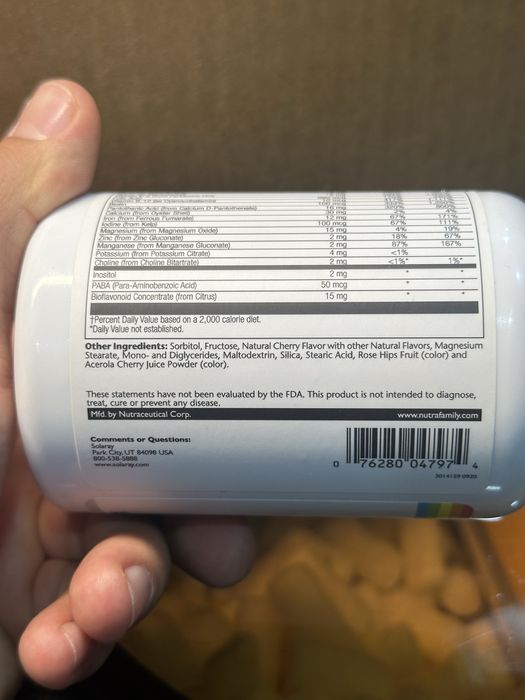 Pantothenic Acid (from Calcium D-Pantothenate) 16 mg
Calcium (from Oyster Shell) 30 mg
Iron (from Ferrous Fumarate) 12 mg 67% 171%
Iodine (from Kelp) 100 mcg 67% 111%
Magnesium (from Magnesium Oxide) 15 mg 4% 19%
Zinc (from Zinc Gluconate) 2 mg 18% 67%
Manganese (from Manganese Gluconate) 2 mg 87% 167%
Potassium (from Potassium Citrate) 4 mg <1%
Choline (from Choline Bitartrate) 2 mg <1%* 1%*
Inositol 2 mg * *
PABA (Para-Aminobenzoic Acid) 50 mcg * *
Bioflavonoid Concentrate (from Citrus) 15 mg * *
†Percent Daily Value based on a 2,000 calorie diet.
*Daily Value not established.
Other Ingredients: Sorbitol, Fructose, Natural Cherry Flavor with other Natural Flavors, Magnesium
Stearate, Mono- and Diglycerides, Maltodextrin, Silica, Stearic Acid, Rose Hips Fruit (color) and
Acerola Cherry Juice Powder (color).
These statements have not been evaluated by the FDA. This product is not intended to diagnose,
treat, cure or prevent any disease.
Mfd. by Nutraceutical Corp. www.nutrafamily.com
Comments or Questions:
Solaray
Park City, UT 84098 USA
800-538-5888
www.solaray.com
0 76280 04797 4
3014159 0920